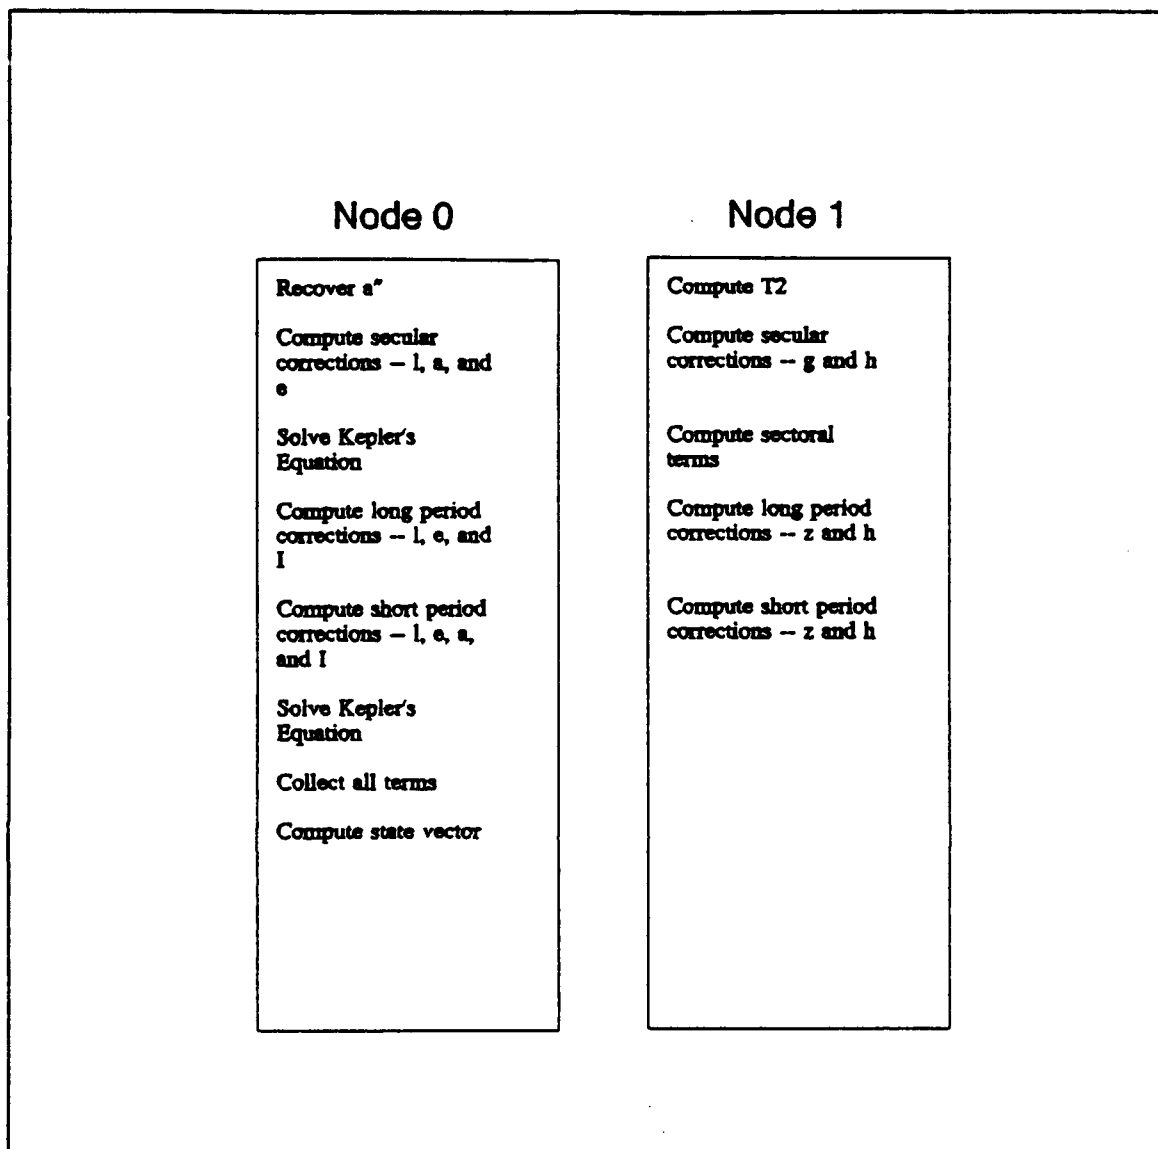 Node 0
Recover a″
Compute secular
corrections – l, a, and
e
Solve Kepler's
Equation
Compute long period
corrections – l, e, and
I
Compute short period
corrections – l, e, a,
and I
Solve Kepler's
Equation
Collect all terms
Compute state vector
Node 1
Compute T2
Compute secular
corrections – g and h
Compute sectoral
terms
Compute long period
corrections – z and h
Compute short period
corrections – z and h